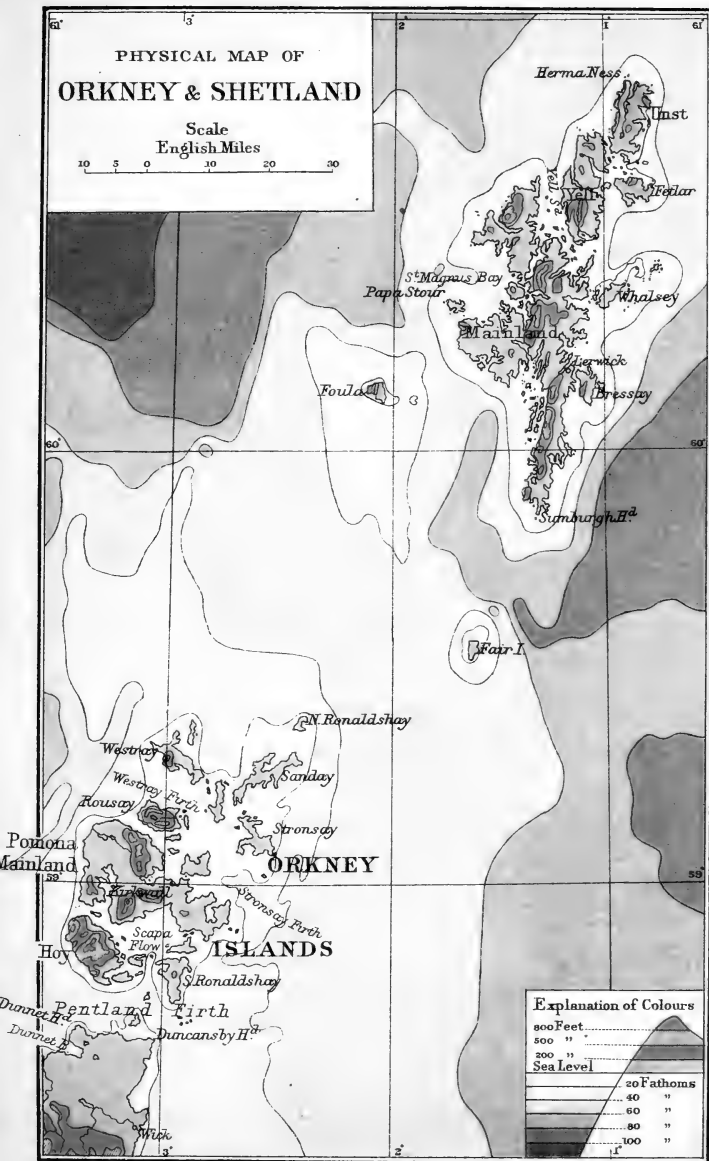 61°
3°
2°
1°
61°
PHYSICAL MAP OF
ORKNEY & SHETLAND
Scale
English Miles
10 5 0 10 20 30
Herma Ness
Unst
Yell Sd.
Yell
Fetlar
St. Magnus Bay
Papa Stour
Whalsey
Mainland
Lerwick
Foula
Bressay
60°
60°
Sumburgh Hd.
Fair I.
N. Ronaldshay
Westray
Sanday
Westray Firth
Rousay
Stronsay
Pomona
Mainland
ORKNEY
59°
59°
Kirkwall
Stronsay Firth
Scapa
Flow
ISLANDS
Hoy
S. Ronaldshay
Pentland Firth
Dunnet Hd.
Dunnet B.
Duncansby Hd.
Wick
3°
2°
1°
Explanation of Colours
800 Feet
500 "
200 "
Sea Level
20 Fathoms
40 "
60 "
80 "
100 "